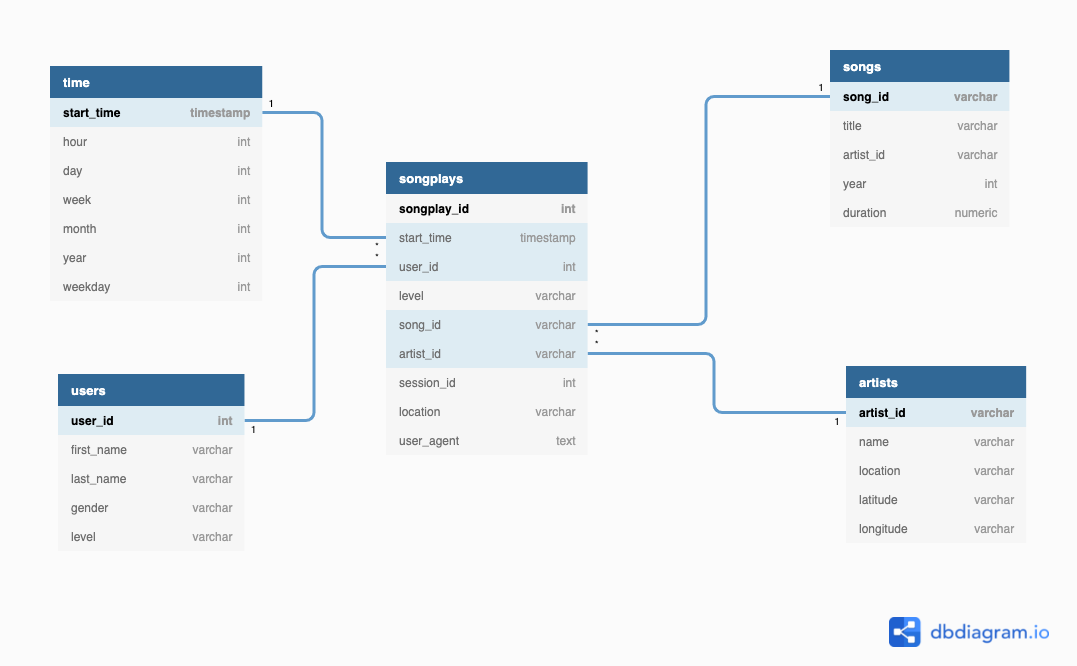 time
start_time timestamp
hour int
day int
week int
month int
year int
weekday int
1
users
user_id int
first_name varchar
last_name varchar
gender varchar
level varchar
1
songplays
songplay_id int
start_time timestamp
user_id int
level varchar
song_id varchar
artist_id varchar
session_id int
location varchar
user_agent text
*
*
*
*
songs
song_id varchar
title varchar
artist_id varchar
year int
duration numeric
1
artists
artist_id varchar
name varchar
location varchar
latitude varchar
longitude varchar
1
dbdiagram.io